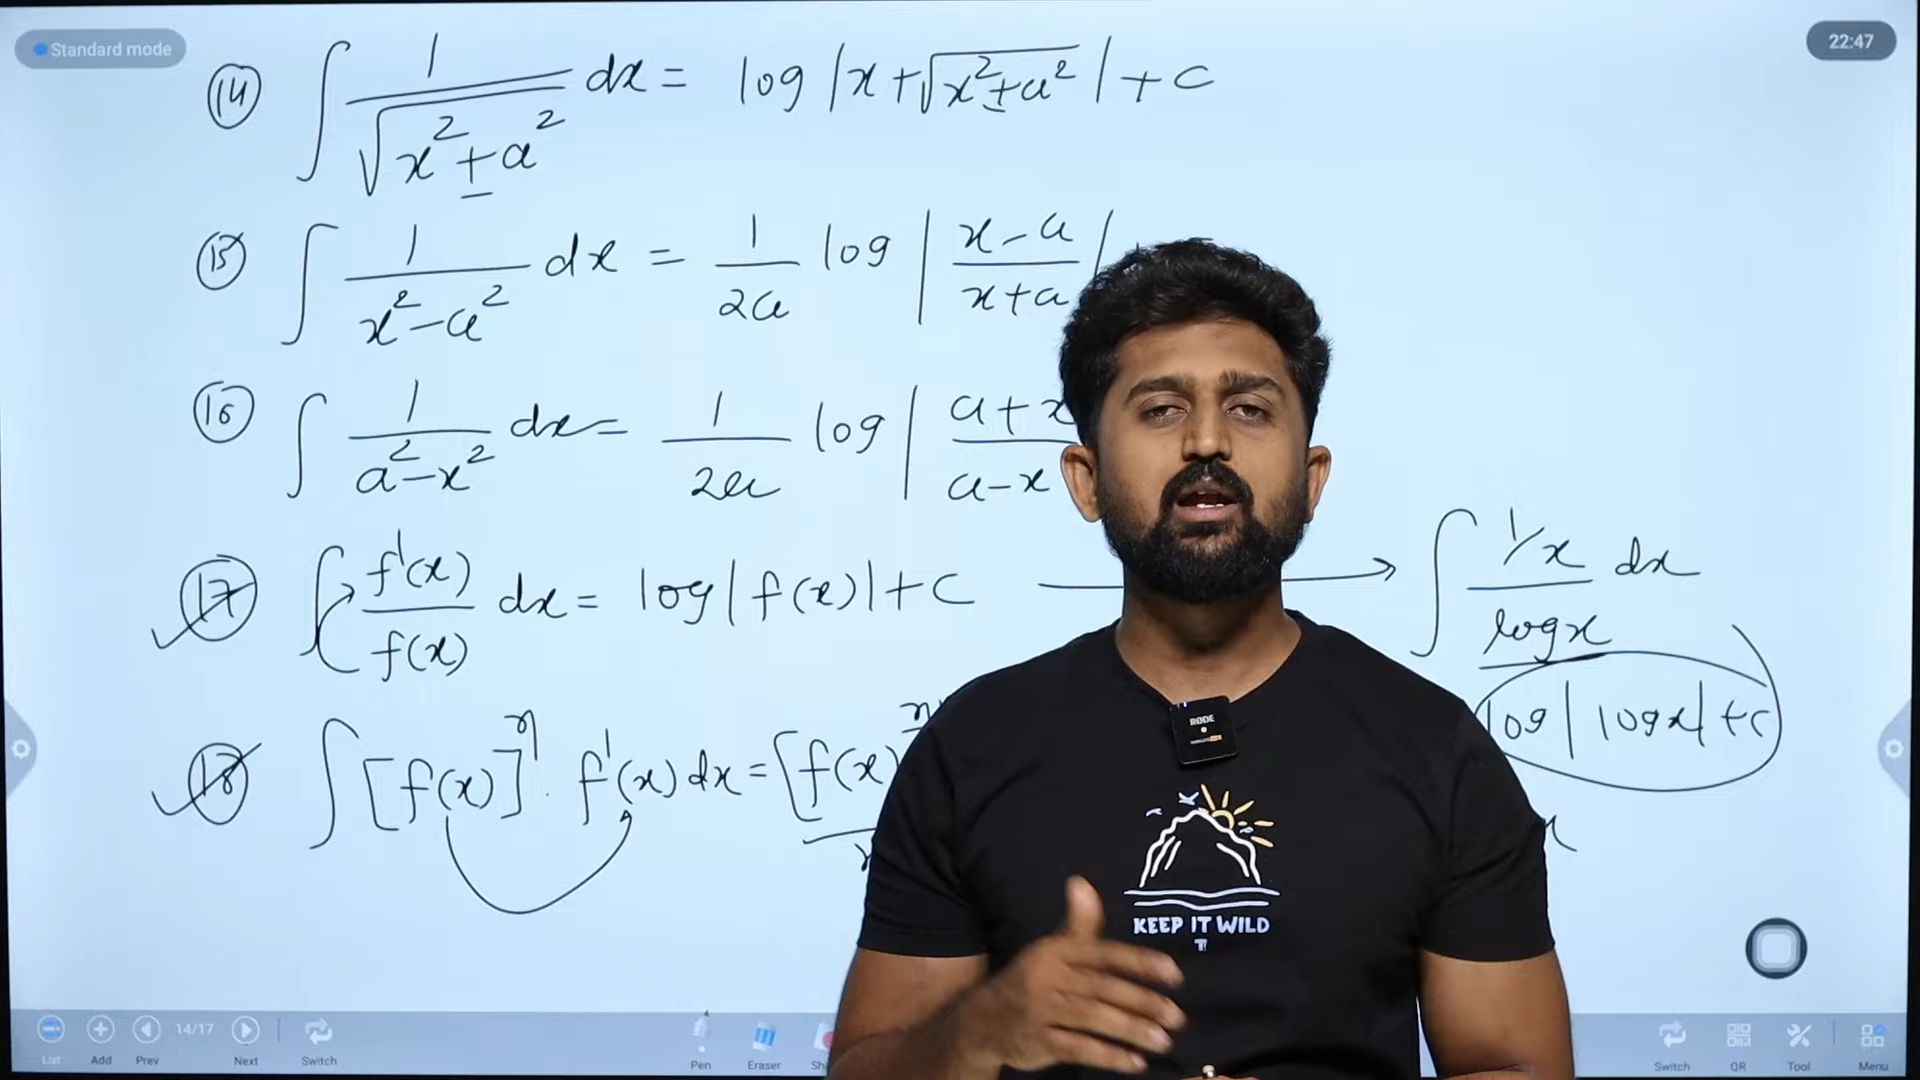 Standard mode
22:47
(14) ∫ 1/√(x² ± a²) dx = log |x + √(x² ± a²)| + c
(15) ∫ 1/(x² - a²) dx = 1/2a log | (x - a)/(x + a) |
(16) ∫ 1/(a² - x²) dx = 1/2a log | (a + x)/(a - x)
(17) ∫ f'(x)/f(x) dx = log | f(x) | + c → ∫ (1/x)/(log x) dx
log | log x | + c
(18) ∫ [f(x)]ⁿ · f'(x) dx = [f(x)
RØDE
KEEP IT WILD
List Add Prev 14/17 Next Switch Pen Eraser Switch QR Tool Menu